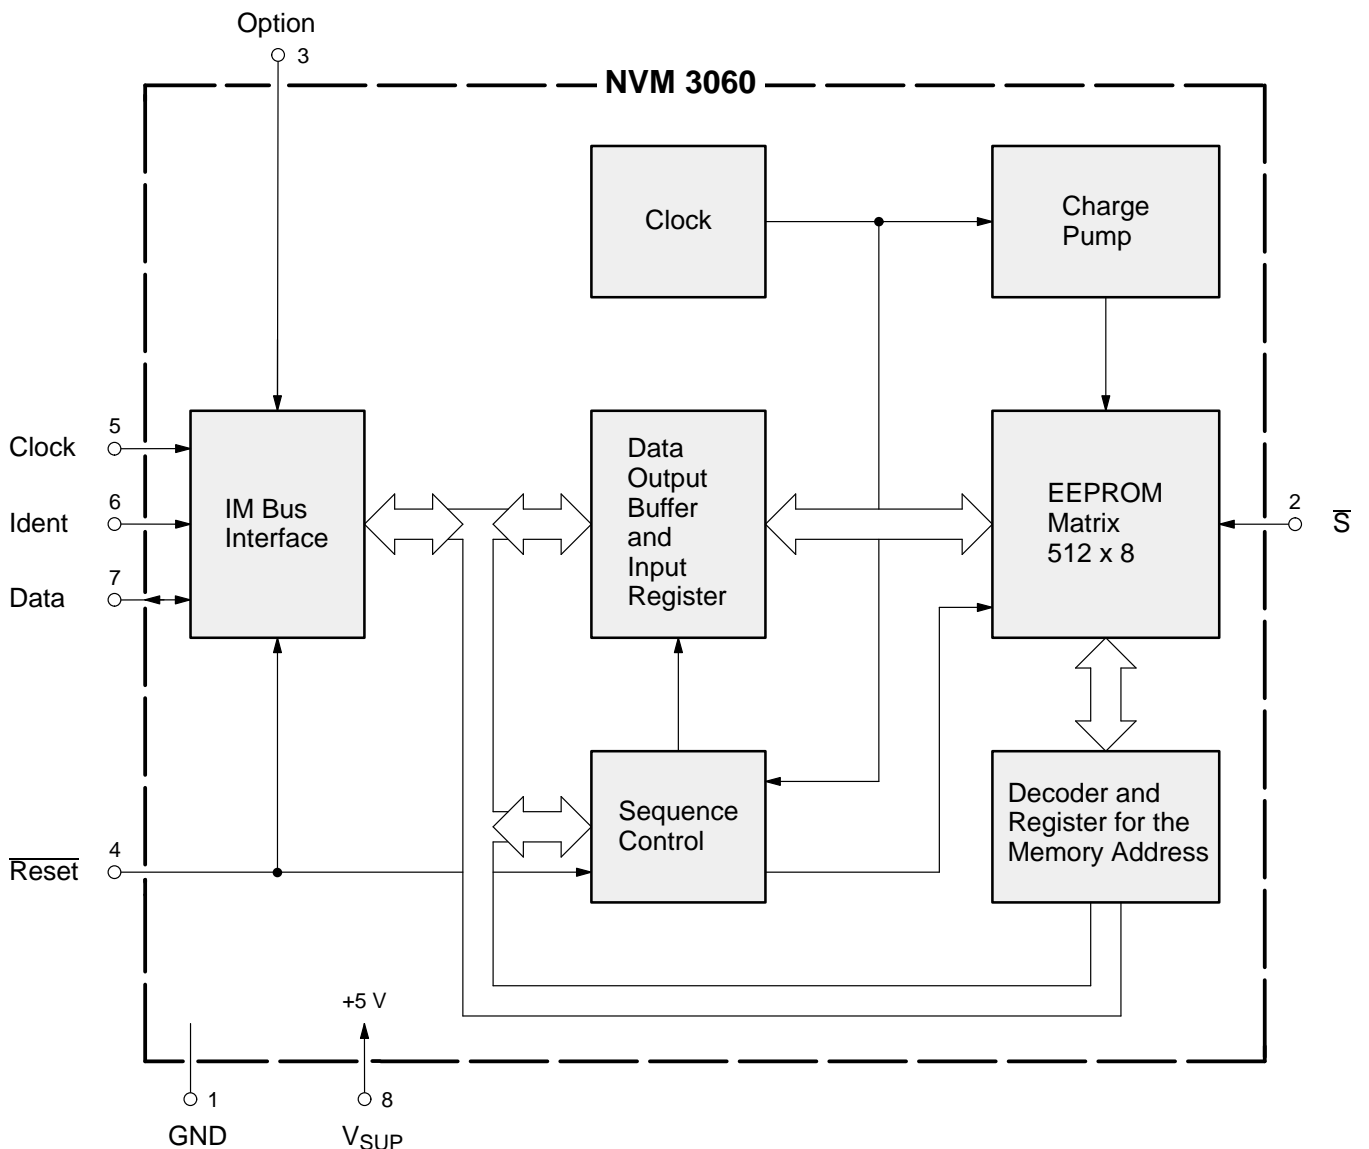 Option
3
NVM 3060
Clock
Charge
Pump
5
Clock
6
Ident
7
Data
IM Bus
Interface
Data
Output
Buffer
and
Input
Register
EEPROM
Matrix
512 x 8
2
S̅
Sequence
Control
Decoder and
Register for the
Memory Address
4
R̅e̅s̅e̅t̅
+5 V
1
GND
8
V_SUP